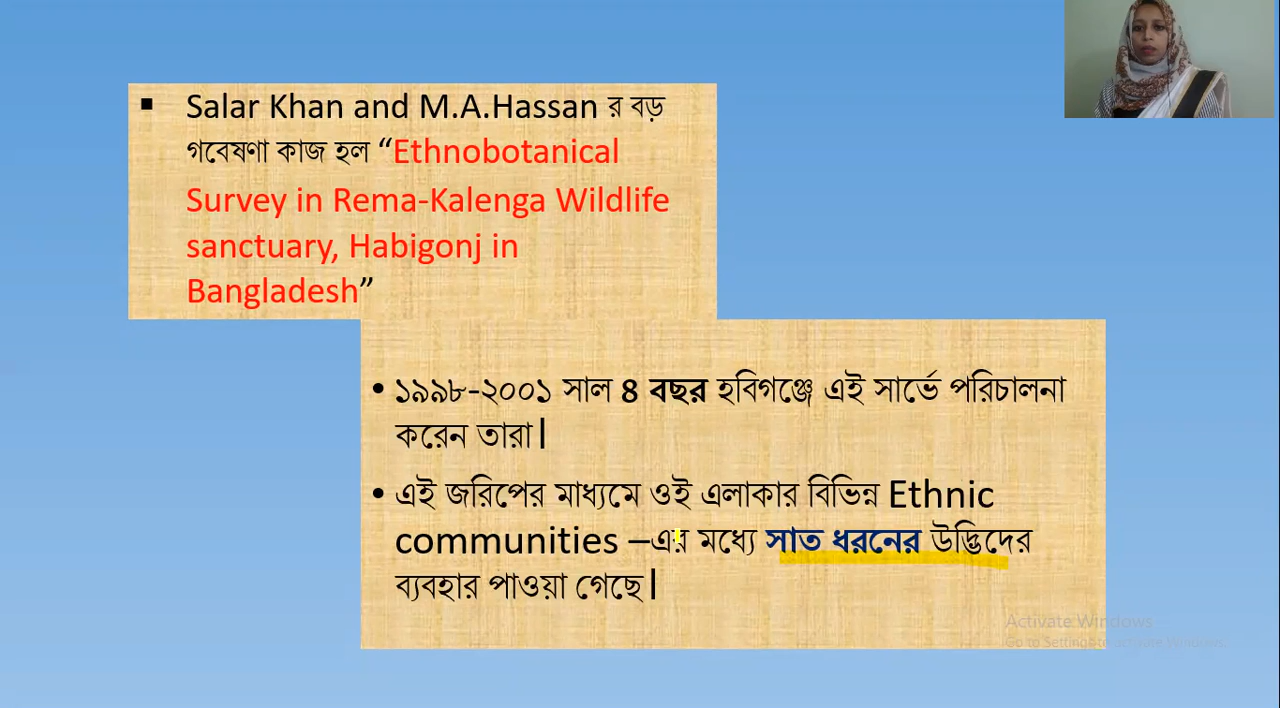 ▪ Salar Khan and M.A.Hassan র বড়
গবেষণা কাজ হল “Ethnobotanical
Survey in Rema-Kalenga Wildlife
sanctuary, Habigonj in
Bangladesh”
• ১৯৯৮-২০০১ সাল ৪ বছর হবিগঞ্জে এই সার্ভে পরিচালনা
করেন তারা|
• এই জরিপের মাধ্যমে ওই এলাকার বিভিন্ন Ethnic
communities –এর মধ্যে সাত ধরনের উদ্ভিদের
ব্যবহার পাওয়া গেছে|
Activate Windows
Go to Settings to activate Windows.